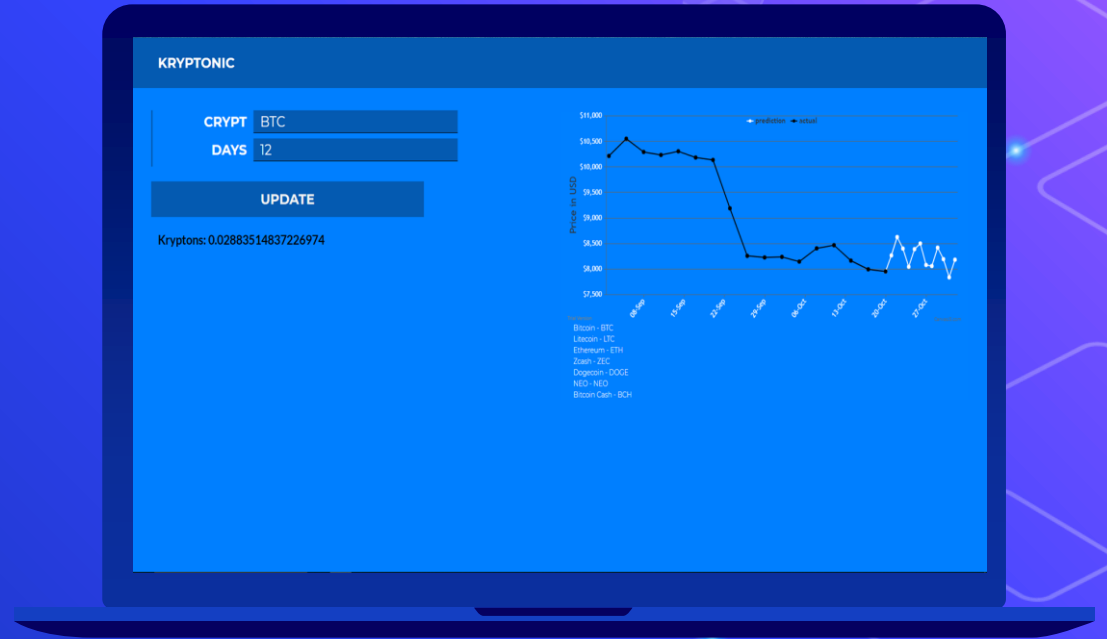 KRYPTONIC
CRYPT BTC
DAYS 12
UPDATE
Kryptons: 0.02883514837226974
prediction actual
Price in USD
$11,000
$10,500
$10,000
$9,500
$9,000
$8,500
$8,000
$7,500
08-Sep 15-Sep 22-Sep 29-Sep 06-Oct 13-Oct 20-Oct 27-Oct
Bitcoin - BTC
Litecoin - LTC
Ethereum - ETH
Zcash - ZEC
Dogecoin - DOGE
NEO - NEO
Bitcoin Cash - BCH